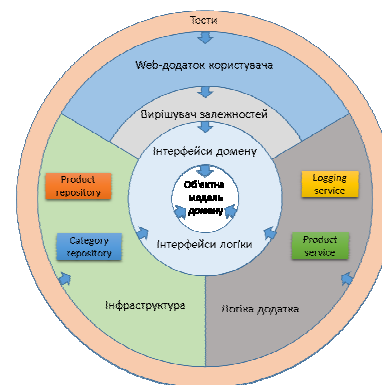 Тести
Web-додаток користувача
Вирішувач залежностей
Інтерфейси домену
Об'єктна
модель
домену
Product
repository
Logging
service
Category
repository
Інтерфейси логіки
Product
service
Інфраструктура
Логіка додатка